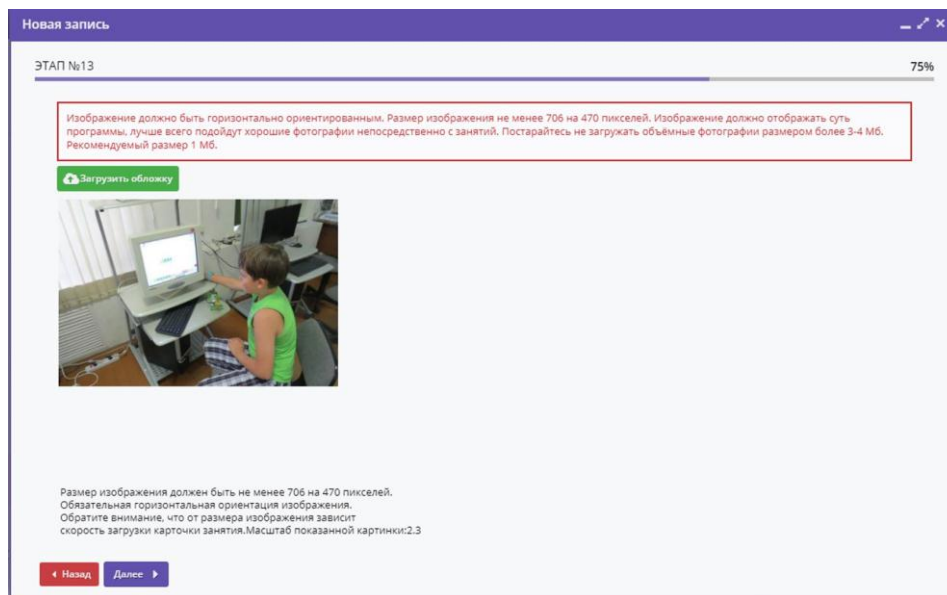 Новая запись
ЭТАП №13
75%
Изображение должно быть горизонтально ориентированным. Размер изображения не менее 706 на 470 пикселей. Изображение должно отображать суть
программы, лучше всего подойдут хорошие фотографии непосредственно с занятий. Постарайтесь не загружать объёмные фотографии размером более 3-4 Мб.
Рекомендуемый размер 1 Мб.
Загрузить обложку
Размер изображения должен быть не менее 706 на 470 пикселей.
Обязательная горизонтальная ориентация изображения.
Обратите внимание, что от размера изображения зависит
скорость загрузки карточки занятия.Масштаб показанной картинки:2.3
Назад
Далее